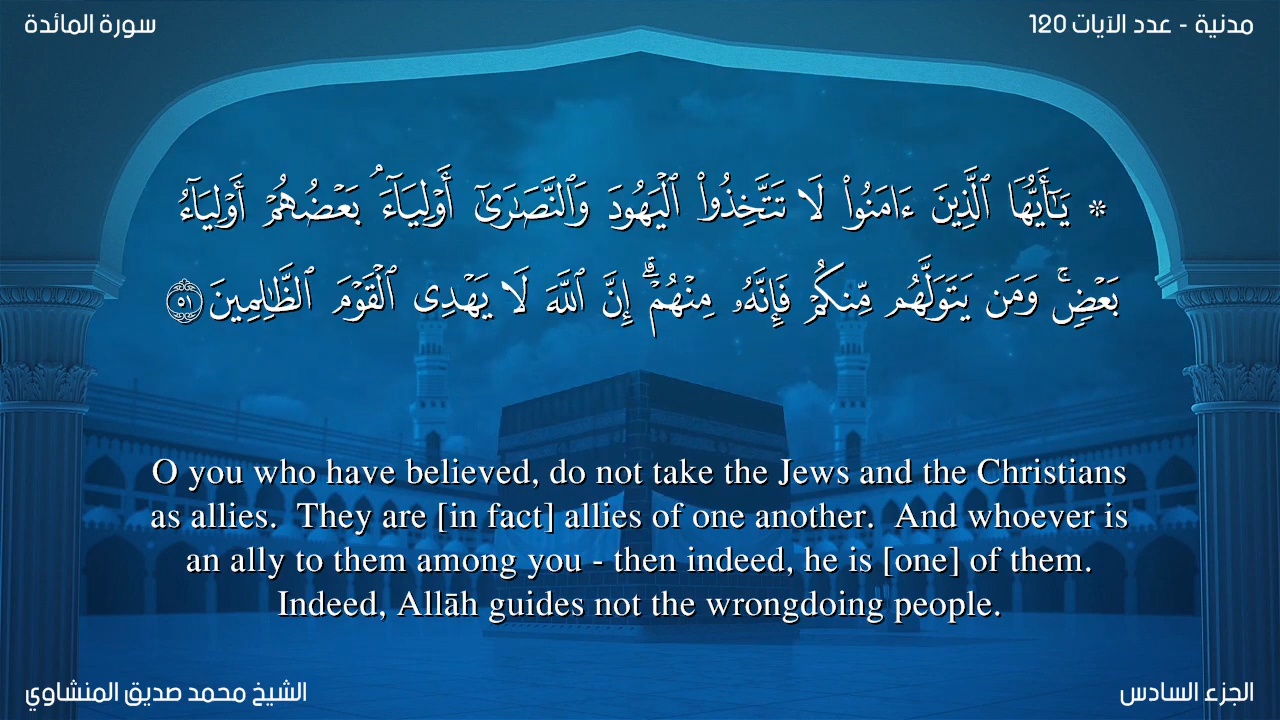 سورة المائدة
مدنية - عدد الآيات 120
* يَٰٓأَيُّهَا ٱلَّذِينَ ءَامَنُوا۟ لَا تَتَّخِذُوا۟ ٱلْيَهُودَ وَٱلنَّصَٰرَىٰٓ أَوْلِيَآءَ ۘ بَعْضُهُمْ أَوْلِيَآءُ
بَعْضٍۢ ۚ وَمَن يَتَوَلَّهُم مِّنكُمْ فَإِنَّهُۥ مِنْهُمْ ۗ إِنَّ ٱللَّهَ لَا يَهْدِى ٱلْقَوْمَ ٱلظَّٰلِمِينَ ٥١
O you who have believed, do not take the Jews and the Christians
as allies.  They are [in fact] allies of one another.  And whoever is
an ally to them among you - then indeed, he is [one] of them.
Indeed, Allāh guides not the wrongdoing people.
الشيخ محمد صديق المنشاوي
الجزء السادس